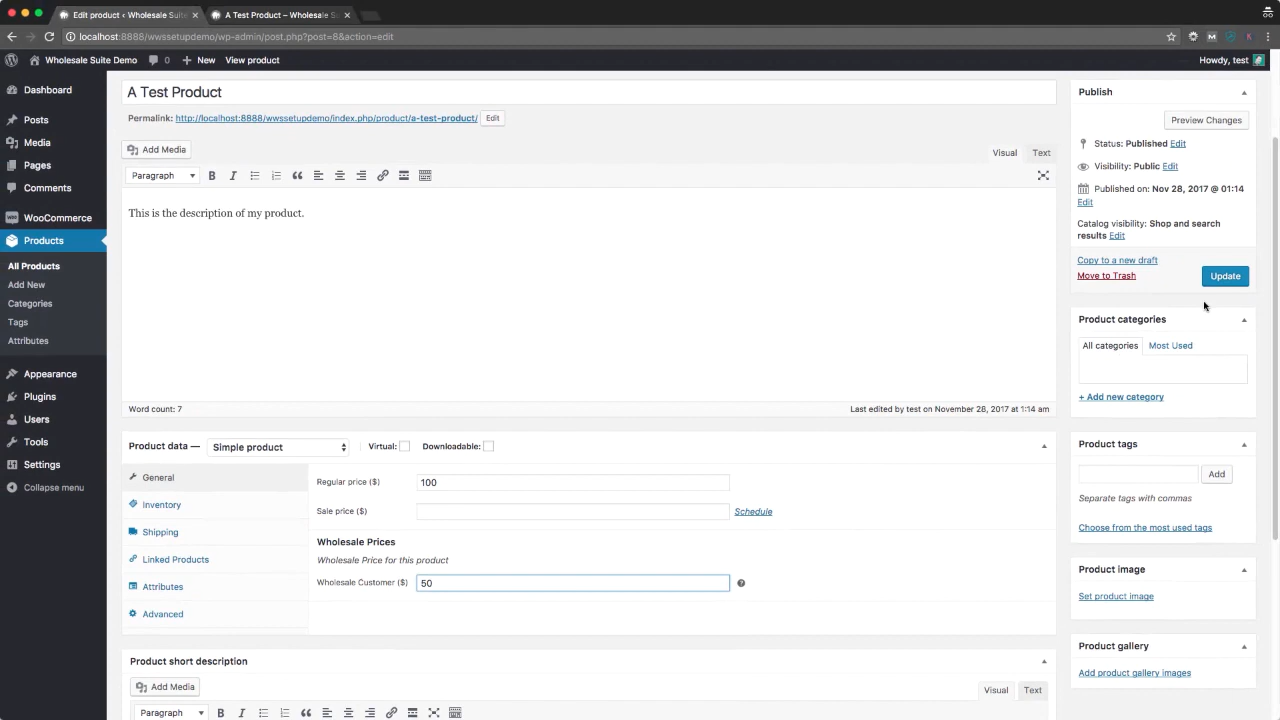 Edit product ‹ Wholesale Suite
A Test Product – Wholesale S
localhost:8888/wwssetupdemo/wp-admin/post.php?post=8&action=edit
Wholesale Suite Demo
0
New
View product
Howdy, test
Dashboard
Posts
Media
Pages
Comments
WooCommerce
Products
All Products
Add New
Categories
Tags
Attributes
Appearance
Plugins
Users
Tools
Settings
Collapse menu
A Test Product
Permalink: http://localhost:8888/wwssetupdemo/index.php/product/a-test-product/ Edit
Add Media
Visual
Text
Paragraph
This is the description of my product.
Word count: 7
Last edited by test on November 28, 2017 at 1:14 am
Product data — Simple product
Virtual:
Downloadable:
General
Inventory
Shipping
Linked Products
Attributes
Advanced
Regular price ($)
100
Sale price ($)
Schedule
Wholesale Prices
Wholesale Price for this product
Wholesale Customer ($)
50
Product short description
Add Media
Visual
Text
Paragraph
Publish
Preview Changes
Status: Published Edit
Visibility: Public Edit
Published on: Nov 28, 2017 @ 01:14
Edit
Catalog visibility: Shop and search
results Edit
Copy to a new draft
Move to Trash
Update
Product categories
All categories
Most Used
+ Add new category
Product tags
Add
Separate tags with commas
Choose from the most used tags
Product image
Set product image
Product gallery
Add product gallery images